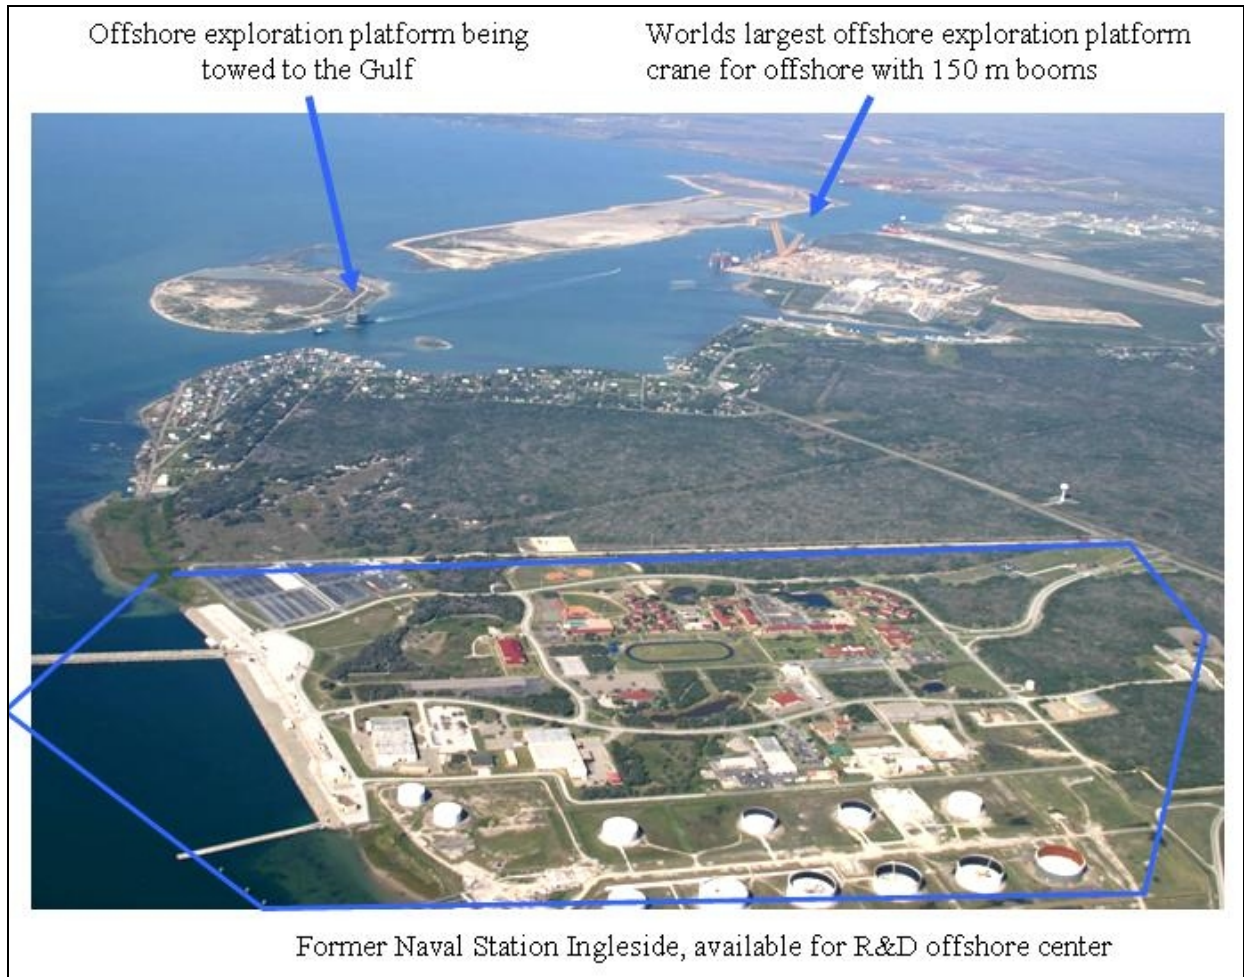 Offshore exploration platform being
towed to the Gulf
Worlds largest offshore exploration platform
crane for offshore with 150 m booms
Former Naval Station Ingleside, available for R&D offshore center